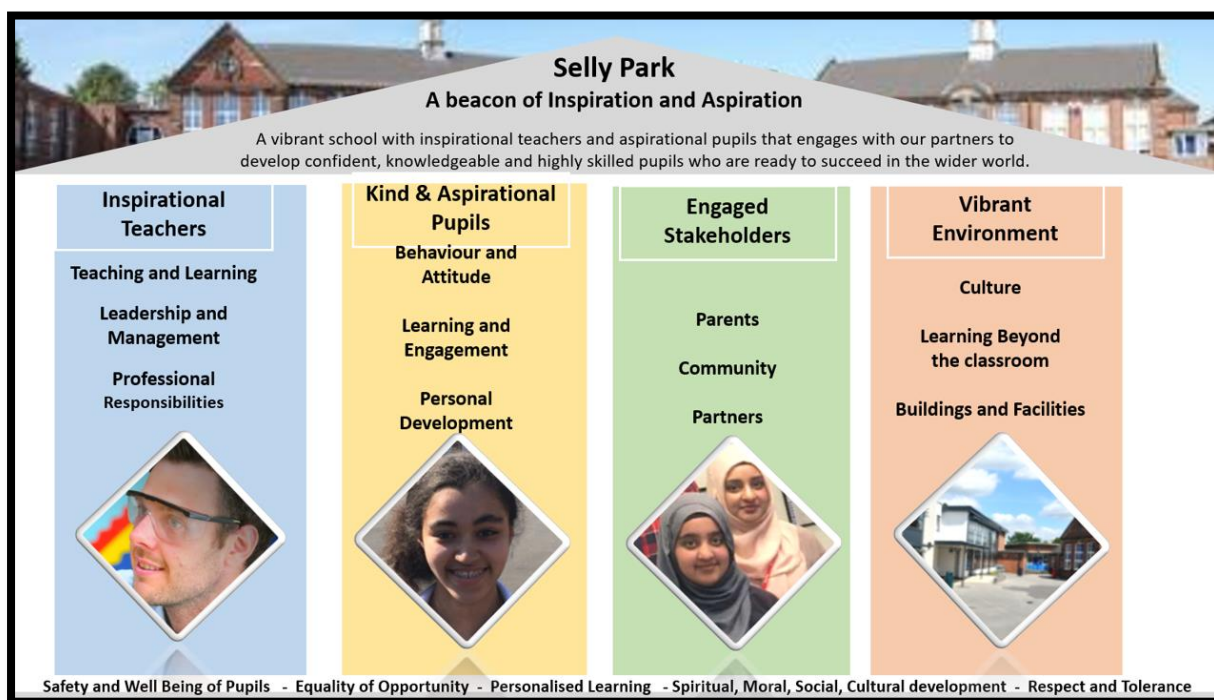 Selly Park
A beacon of Inspiration and Aspiration
A vibrant school with inspirational teachers and aspirational pupils that engages with our partners to
develop confident, knowledgeable and highly skilled pupils who are ready to succeed in the wider world.
Inspirational
Teachers
Teaching and Learning
Leadership and
Management
Professional
Responsibilities
Kind & Aspirational
Pupils
Behaviour and
Attitude
Learning and
Engagement
Personal
Development
Engaged
Stakeholders
Parents
Community
Partners
Vibrant
Environment
Culture
Learning Beyond
the classroom
Buildings and Facilities
Safety and Well Being of Pupils - Equality of Opportunity - Personalised Learning - Spiritual, Moral, Social, Cultural development - Respect and Tolerance